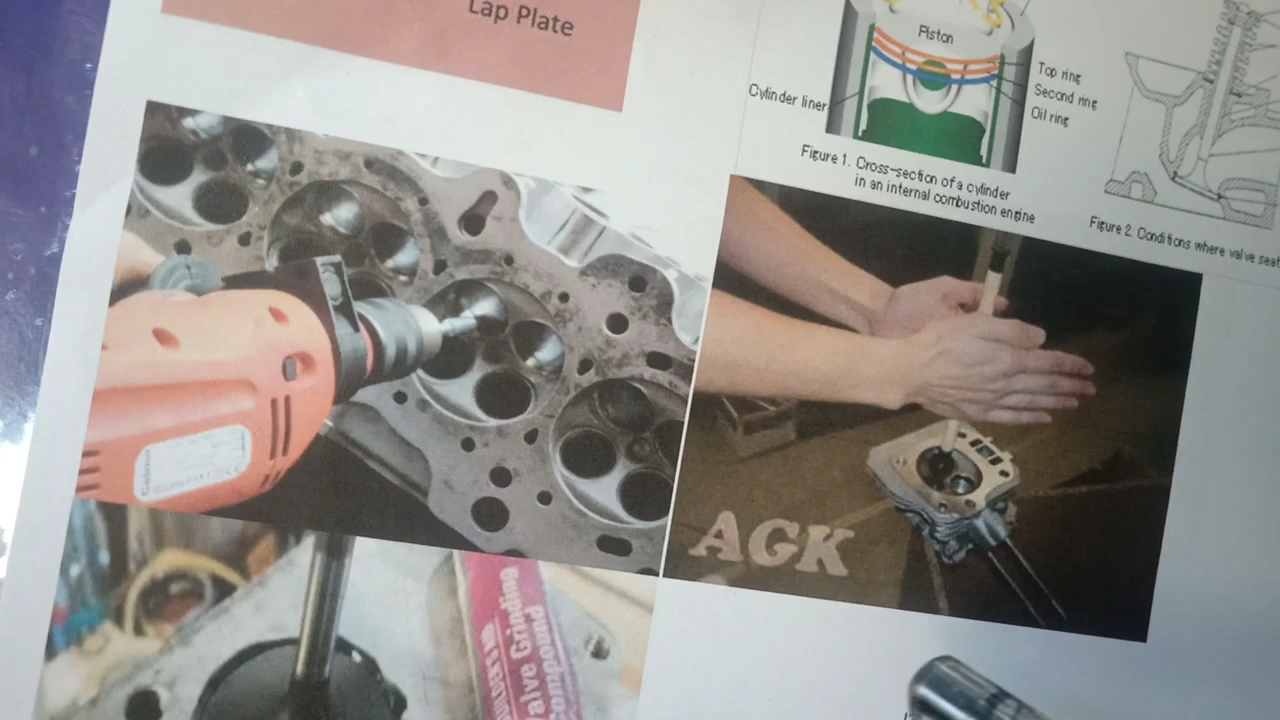 Lap Plate
Piston
Top ring
Second ring
Oil ring
Cylinder liner
Figure 1. Cross-section of a cylinder
in an internal combustion engine
Figure 2. Conditions where valve seat
AGK
Valve Grinding
Compound